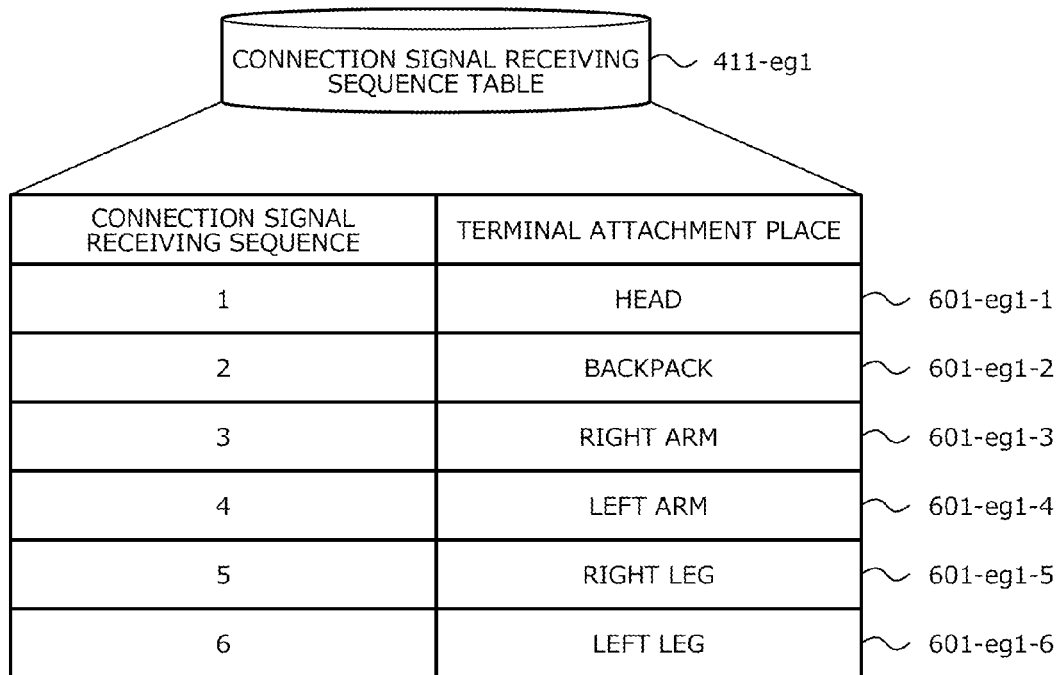 CONNECTION SIGNAL RECEIVING
SEQUENCE TABLE
411-eg1
CONNECTION SIGNAL
RECEIVING SEQUENCE
TERMINAL ATTACHMENT PLACE
1 HEAD 601-eg1-1
2 BACKPACK 601-eg1-2
3 RIGHT ARM 601-eg1-3
4 LEFT ARM 601-eg1-4
5 RIGHT LEG 601-eg1-5
6 LEFT LEG 601-eg1-6